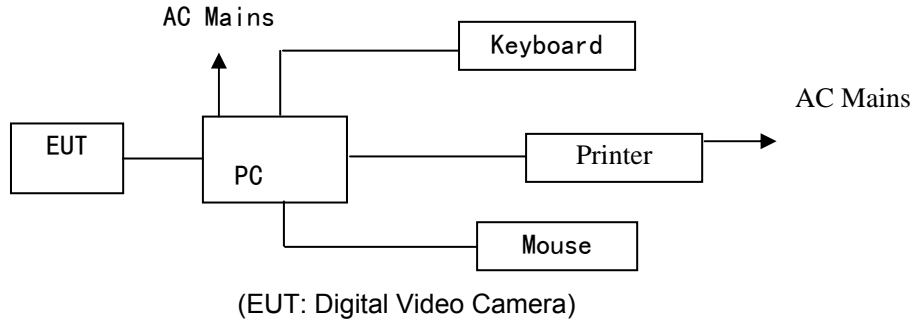 AC Mains
Keyboard
AC Mains
EUT
Printer
PC
Mouse
(EUT: Digital Video Camera)